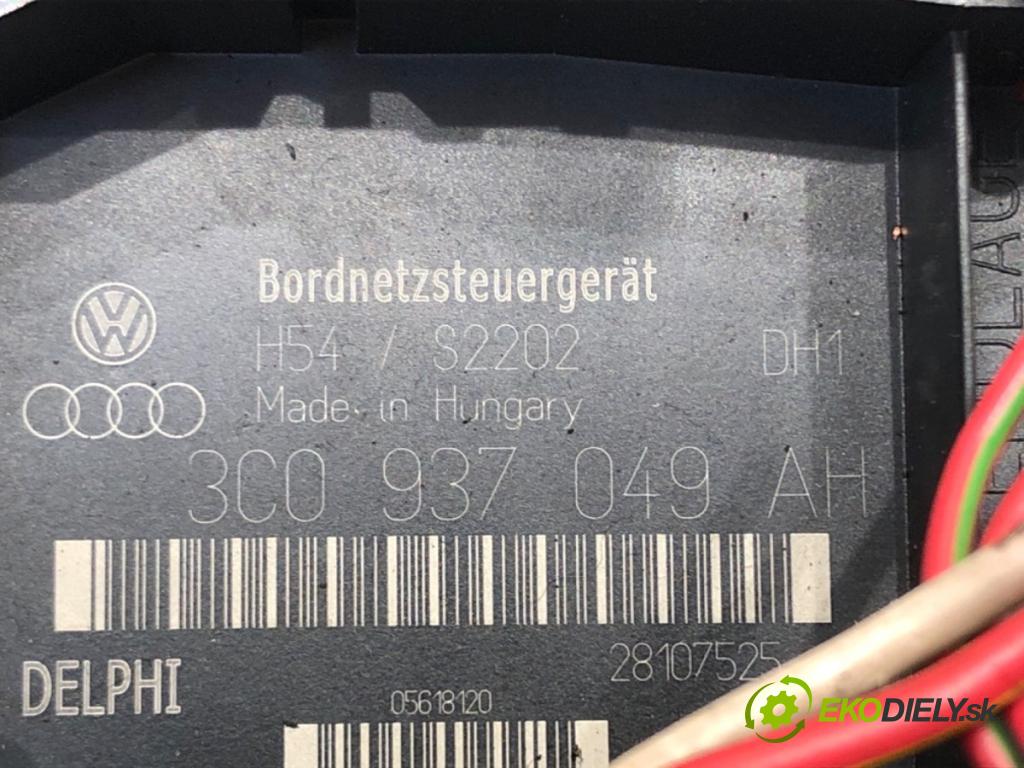 Bordnetzsteuergerät
H54 / S2202 DH1
Made in Hungary
3C0 937 049 AH
DELPHI
28107525
05618120
EKODIELY.sk